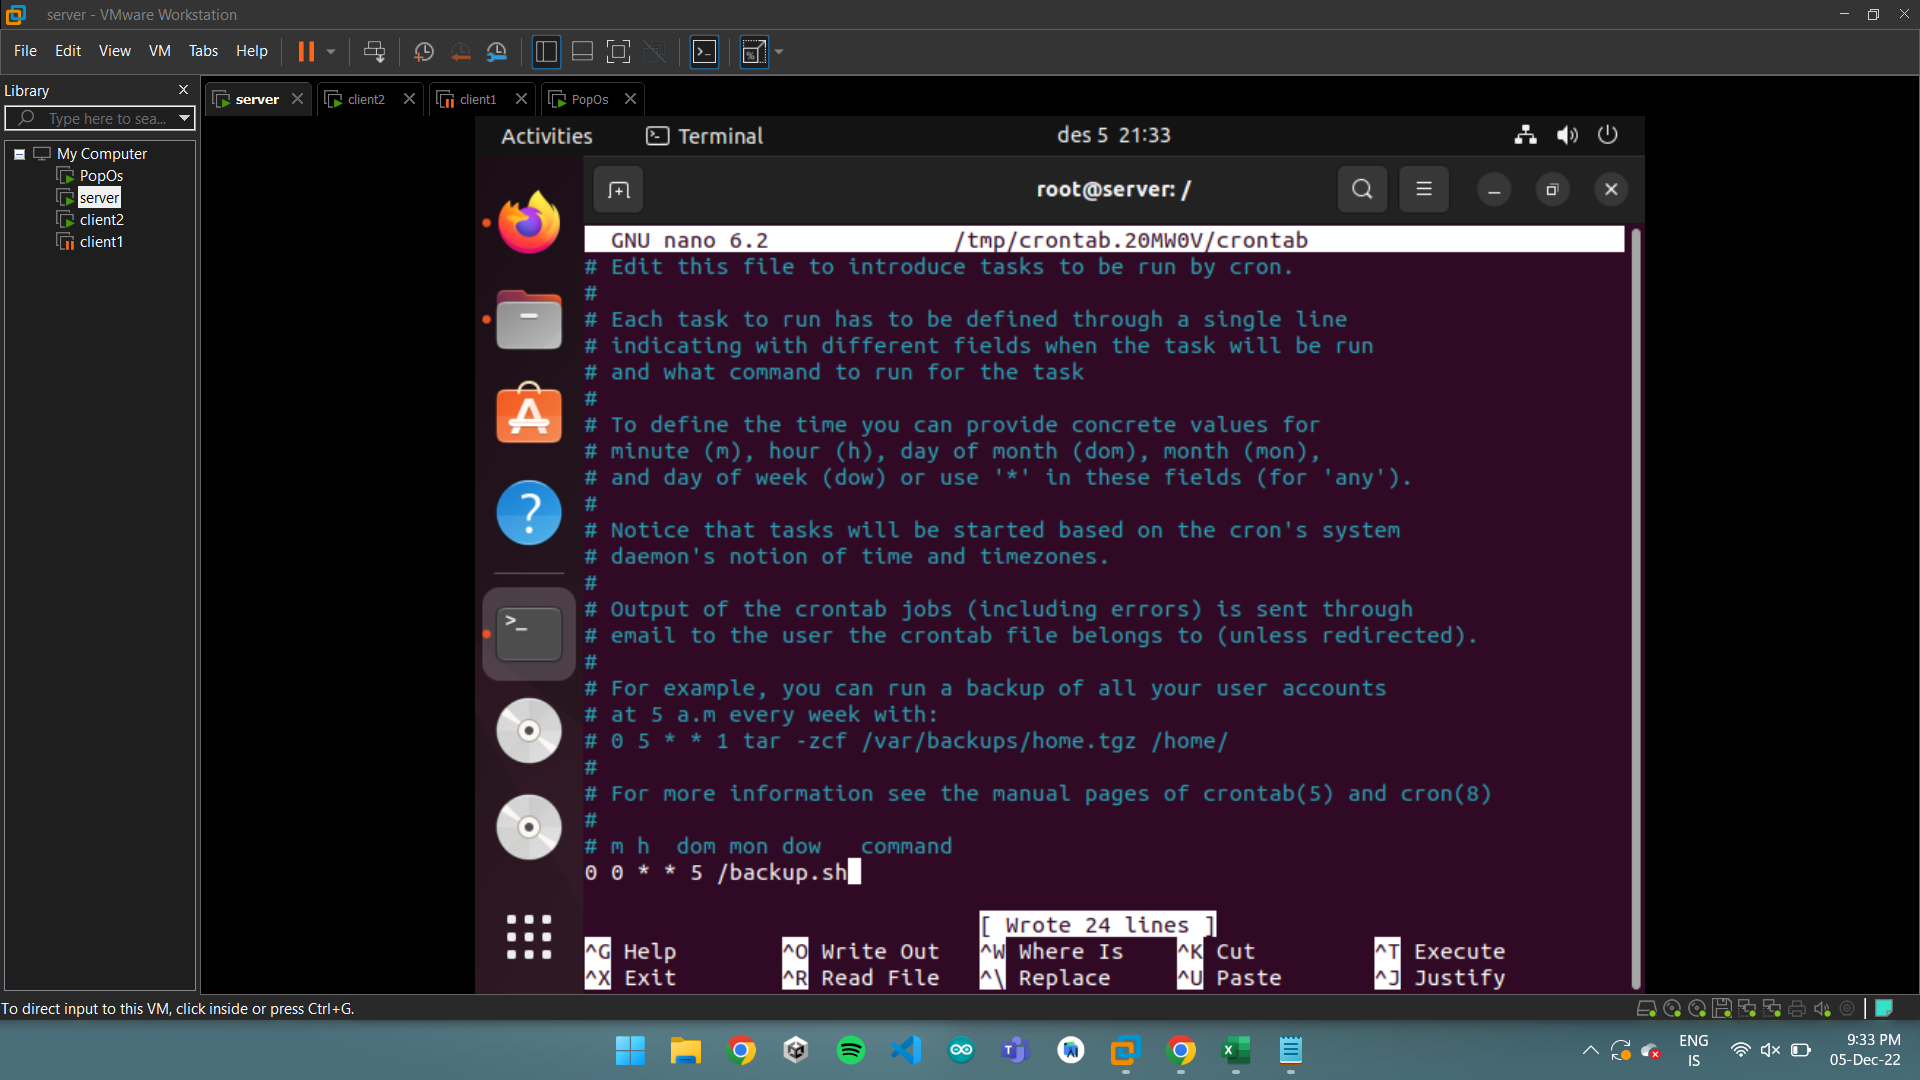 server - VMware Workstation
File Edit View VM Tabs Help
Library
Type here to sea...
My Computer
PopOs
server
client2
client1
server
client2
client1
PopOs
Activities
Terminal
des 5 21:33
root@server: /
GNU nano 6.2 /tmp/crontab.20MW0V/crontab
# Edit this file to introduce tasks to be run by cron.
#
# Each task to run has to be defined through a single line
# indicating with different fields when the task will be run
# and what command to run for the task
#
# To define the time you can provide concrete values for
# minute (m), hour (h), day of month (dom), month (mon),
# and day of week (dow) or use '*' in these fields (for 'any').
#
# Notice that tasks will be started based on the cron's system
# daemon's notion of time and timezones.
#
# Output of the crontab jobs (including errors) is sent through
# email to the user the crontab file belongs to (unless redirected).
#
# For example, you can run a backup of all your user accounts
# at 5 a.m every week with:
# 0 5 * * 1 tar -zcf /var/backups/home.tgz /home/
#
# For more information see the manual pages of crontab(5) and cron(8)
#
# m h  dom mon dow   command
0 0 * * 5 /backup.sh
[ Wrote 24 lines ]
^G Help ^O Write Out ^W Where Is ^K Cut ^T Execute
^X Exit ^R Read File ^\ Replace ^U Paste ^J Justify
To direct input to this VM, click inside or press Ctrl+G.
ENG
IS
9:33 PM
05-Dec-22